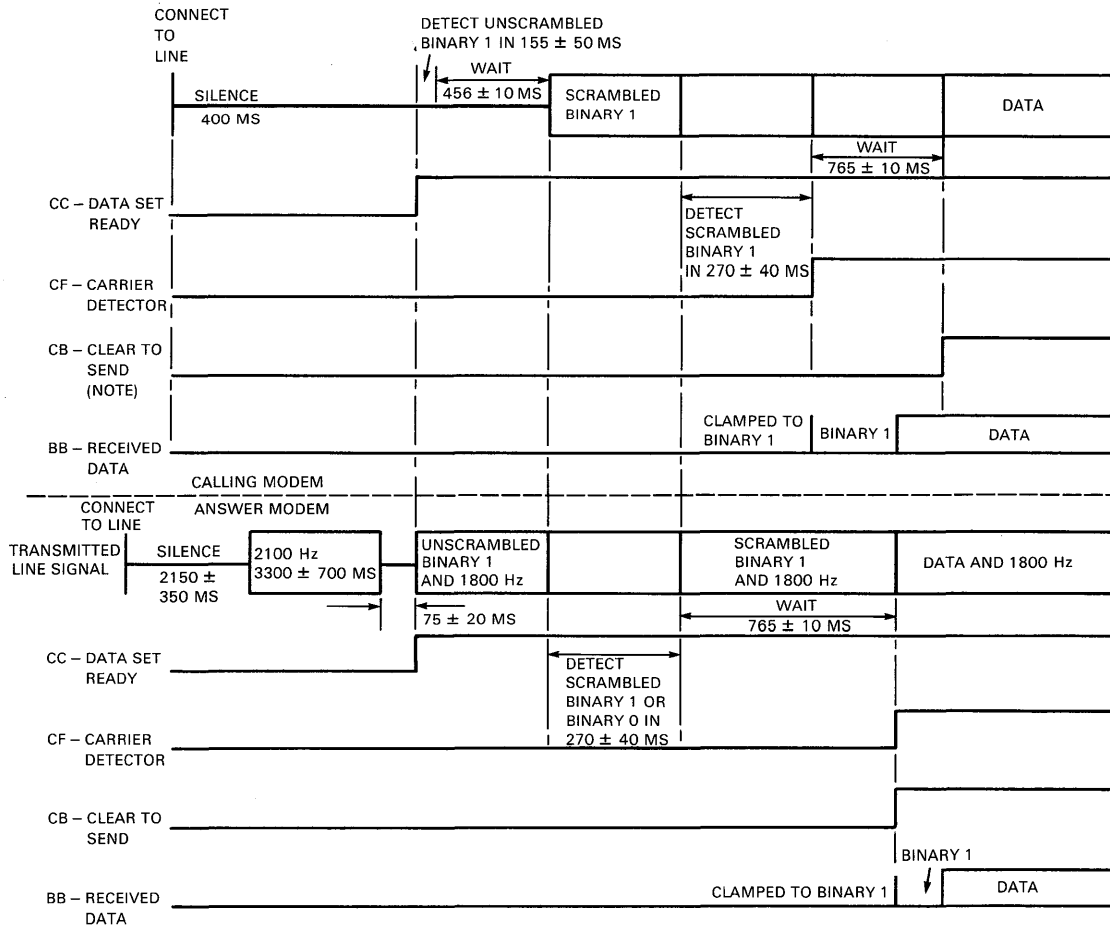 CONNECT
TO
LINE
DETECT UNSCRAMBLED
BINARY 1 IN 155 ± 50 MS
WAIT
456 ± 10 MS
SILENCE
400 MS
SCRAMBLED
BINARY 1
DATA
WAIT
765 ± 10 MS
CC – DATA SET
READY
DETECT
SCRAMBLED
BINARY 1
IN 270 ± 40 MS
CF – CARRIER
DETECTOR
CB – CLEAR TO
SEND
(NOTE)
CLAMPED TO
BINARY 1
BINARY 1
DATA
BB – RECEIVED
DATA
CALLING MODEM
ANSWER MODEM
CONNECT
TO LINE
TRANSMITTED
LINE SIGNAL
SILENCE
2150 ±
350 MS
2100 Hz
3300 ± 700 MS
UNSCRAMBLED
BINARY 1
AND 1800 Hz
SCRAMBLED
BINARY 1
AND 1800 Hz
DATA AND 1800 Hz
75 ± 20 MS
WAIT
765 ± 10 MS
CC – DATA SET
READY
DETECT
SCRAMBLED
BINARY 1 OR
BINARY 0 IN
270 ± 40 MS
CF – CARRIER
DETECTOR
CB – CLEAR TO
SEND
BINARY 1
CLAMPED TO BINARY 1
DATA
BB – RECEIVED
DATA